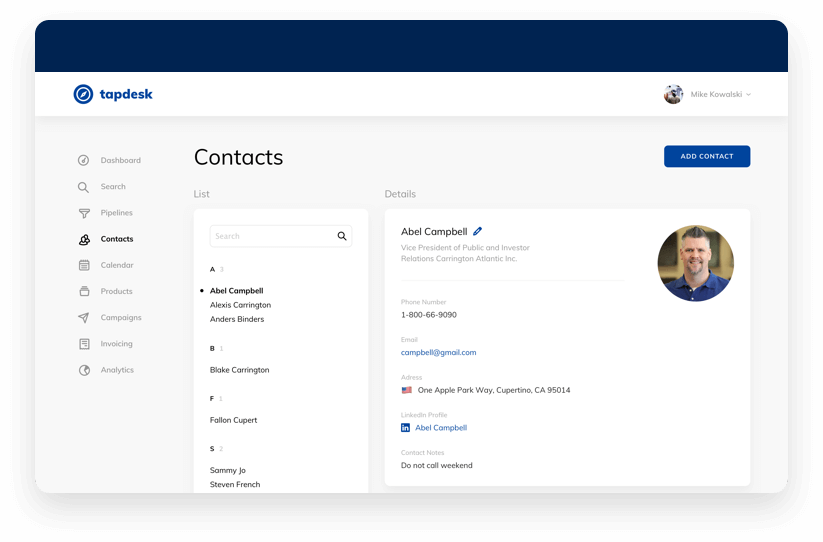 tapdesk
Mike Kowalski
Dashboard
Search
Pipelines
Contacts
Calendar
Products
Campaigns
Invoicing
Analytics
Contacts
ADD CONTACT
List
Search
A 3
Abel Campbell
Alexis Carrington
Anders Binders
B 1
Blake Carrington
F 1
Fallon Cupert
S 2
Sammy Jo
Steven French
Details
Abel Campbell
Vice President of Public and Investor
Relations Carrington Atlantic Inc.
Phone Number
1-800-66-9090
Email
campbell@gmail.com
Adress
One Apple Park Way, Cupertino, CA 95014
LinkedIn Profile
in Abel Campbell
Contact Notes
Do not call weekend